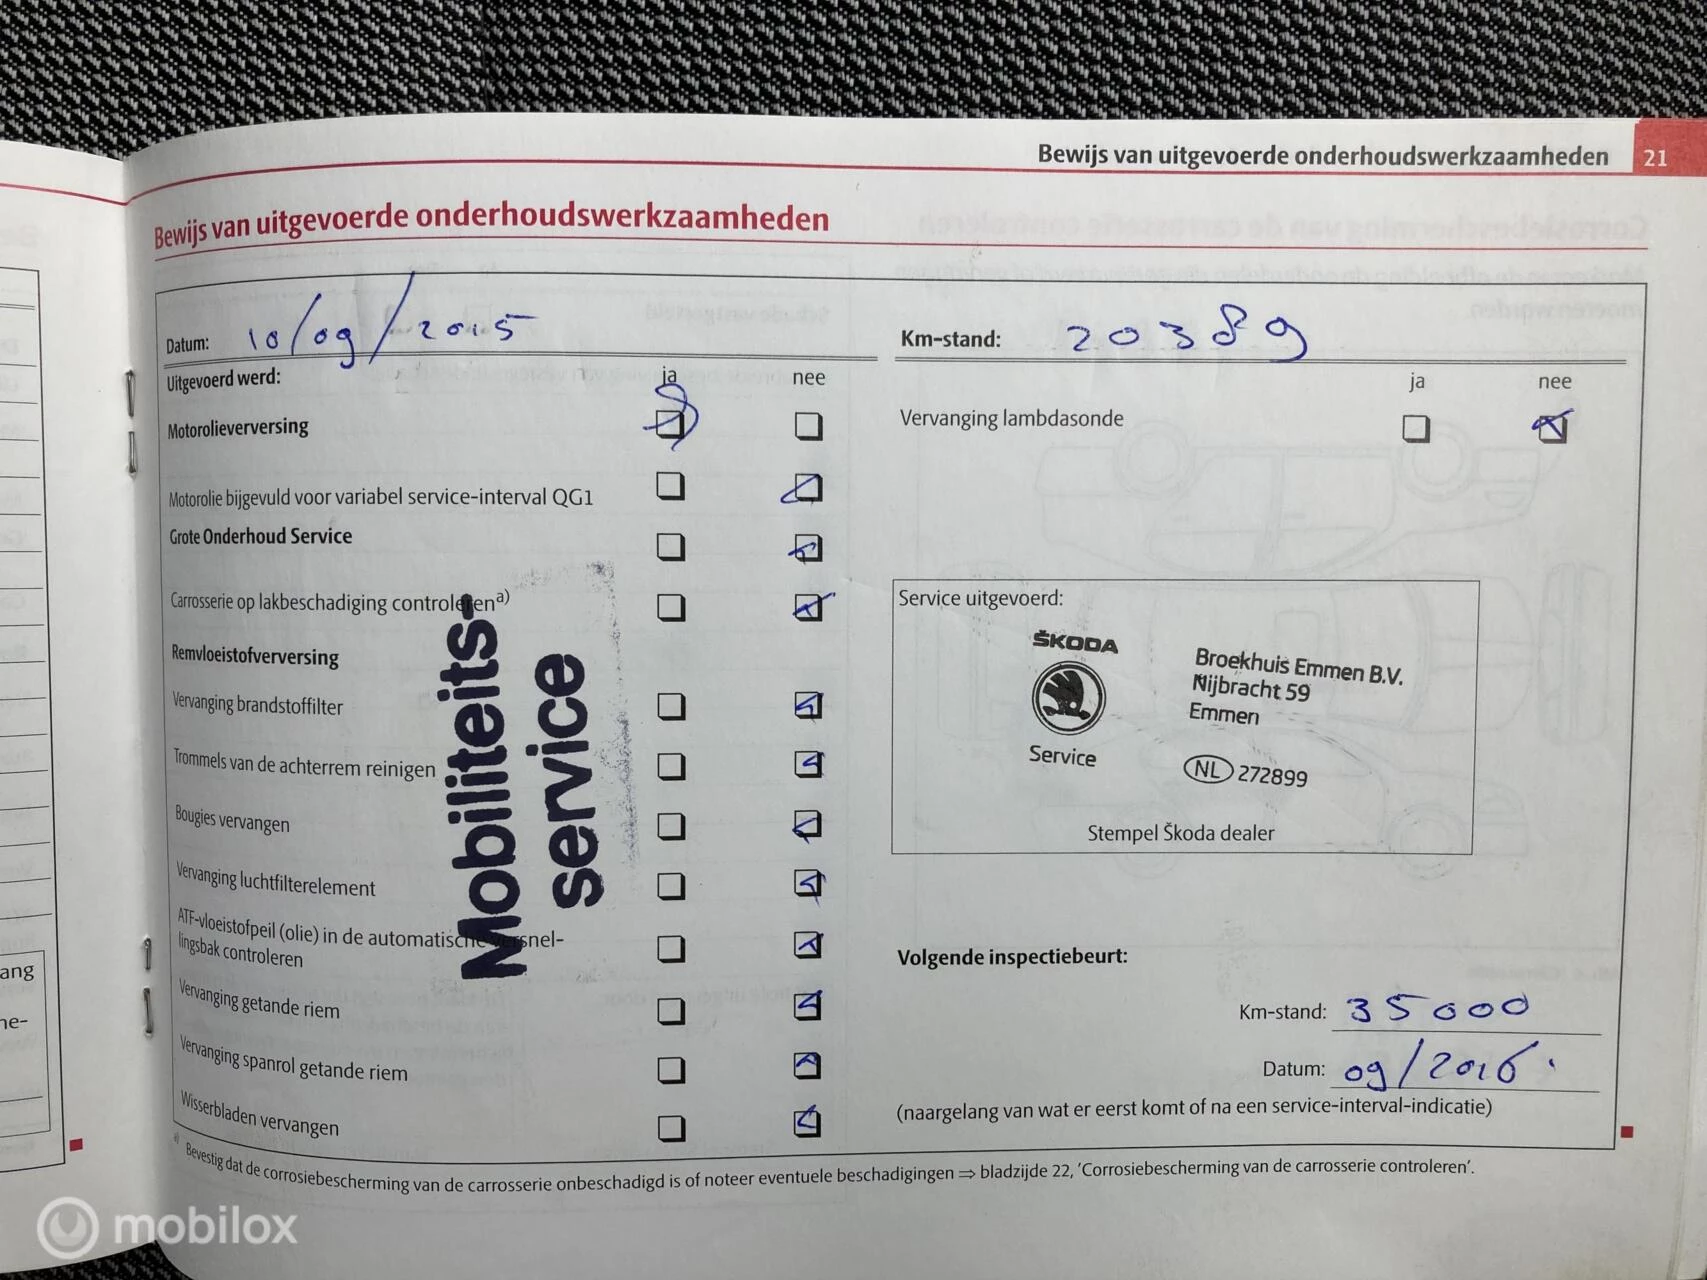 Bewijs van uitgevoerde onderhoudswerkzaamheden 21
Bewijs van uitgevoerde onderhoudswerkzaamheden
Datum: 10/09/2015
Km-stand: 20389
Uitgevoerd werd: ja nee
ja nee
Motorolieverversing
Vervanging lambdasonde
Motorolie bijgevuld voor variabel service-interval QG1
Grote Onderhoud Service
Carrosserie op lakbeschadiging controleren a)
Remvloeistofverversing
Vervanging brandstoffilter
Trommels van de achterrem reinigen
Bougies vervangen
Vervanging luchtfilterelement
ATF-vloeistofpeil (olie) in de automatische versnel-
lingsbak controleren
Vervanging getande riem
Vervanging spanrol getande riem
Wisserbladen vervangen
Mobiliteits-
service
Service uitgevoerd:
ŠKODA
Service
Broekhuis Emmen B.V.
Nijbracht 59
Emmen
NL 272899
Stempel Škoda dealer
Volgende inspectiebeurt:
Km-stand: 35000
Datum: 09/2016
(naargelang van wat er eerst komt of na een service-interval-indicatie)
a) Bevestig dat de corrosiebescherming van de carrosserie onbeschadigd is of noteer eventuele beschadigingen ⇒ bladzijde 22, 'Corrosiebescherming van de carrosserie controleren'.
ang
ne-
mobilox